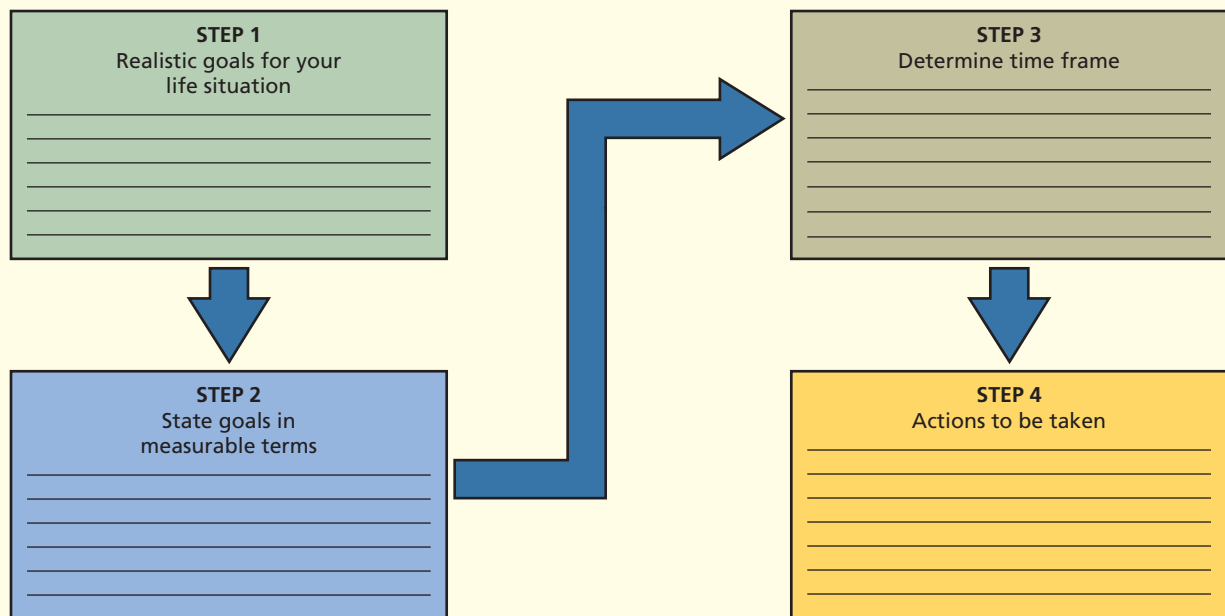 STEP 1
Realistic goals for your
life situation
STEP 2
State goals in
measurable terms
STEP 3
Determine time frame
STEP 4
Actions to be taken